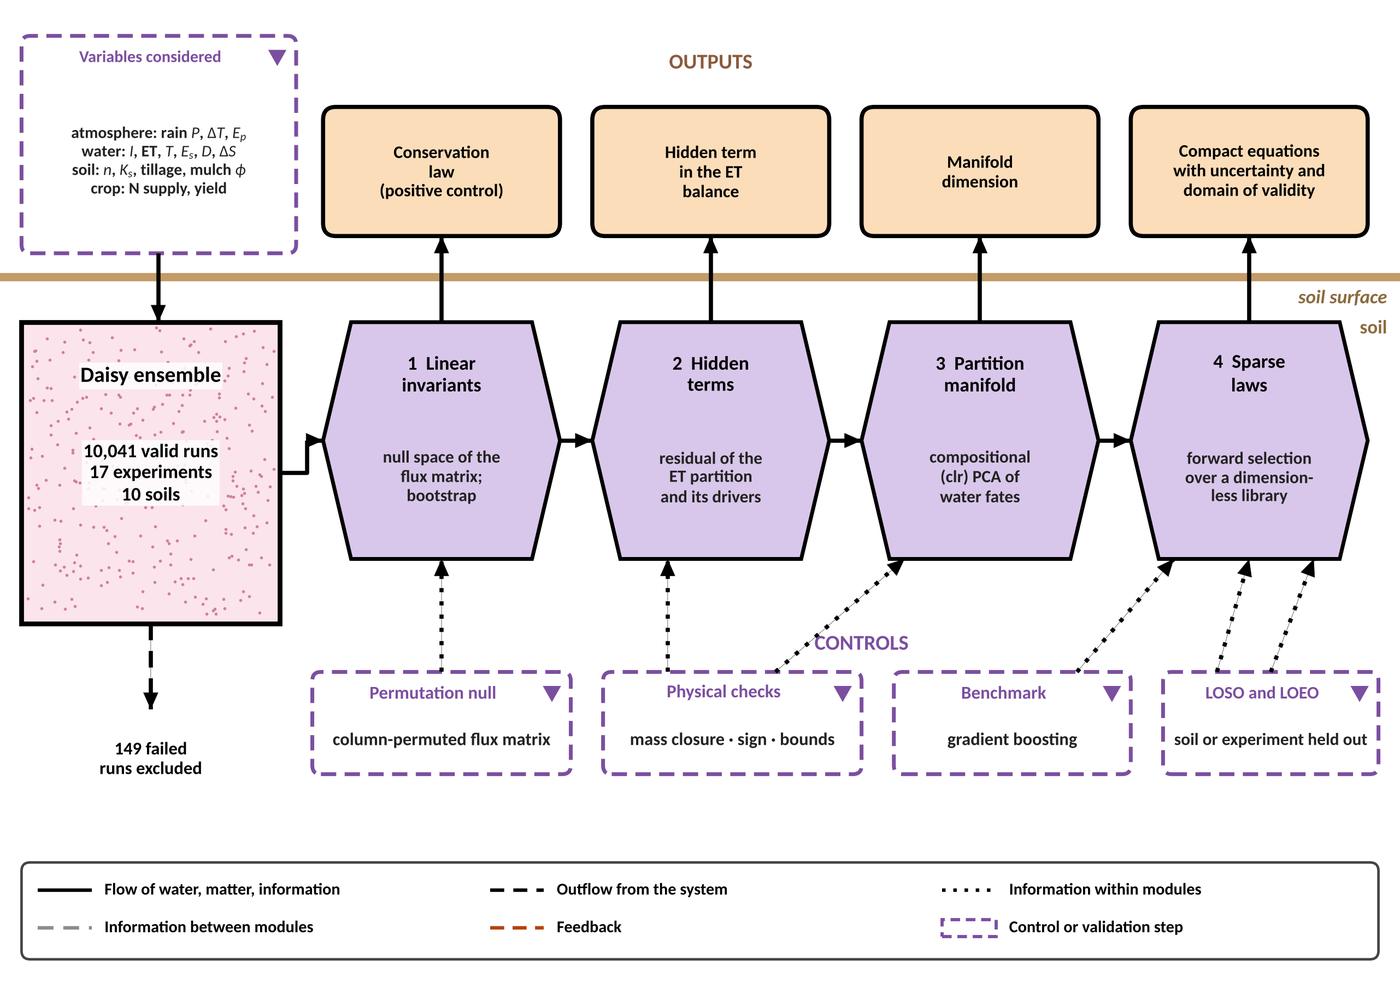 Variables considered
atmosphere: rain P, ΔT, Eₚ
water: I, ET, T, Eₛ, D, ΔS
soil: n, Kₛ, tillage, mulch ϕ
crop: N supply, yield
OUTPUTS
Conservation
law
(positive control)
Hidden term
in the ET
balance
Manifold
dimension
Compact equations
with uncertainty and
domain of validity
soil surface
soil
Daisy ensemble
10,041 valid runs
17 experiments
10 soils
1 Linear
invariants
null space of the
flux matrix;
bootstrap
2 Hidden
terms
residual of the
ET partition
and its drivers
3 Partition
manifold
compositional
(clr) PCA of
water fates
4 Sparse
laws
forward selection
over a dimension-
less library
149 failed
runs excluded
CONTROLS
Permutation null
column-permuted flux matrix
Physical checks
mass closure · sign · bounds
Benchmark
gradient boosting
LOSO and LOEO
soil or experiment held out
Flow of water, matter, information
Outflow from the system
Information within modules
Information between modules
Feedback
Control or validation step